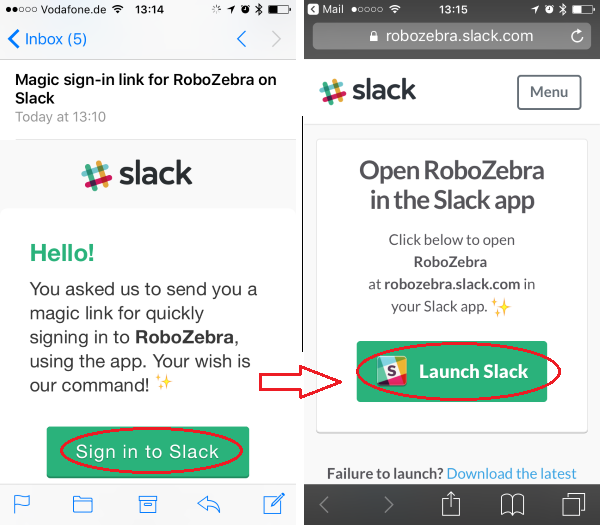 Vodafone.de 13:14
Inbox (5)
Magic sign-in link for RoboZebra on
Slack
Today at 13:10
slack
Hello!
You asked us to send you a
magic link for quickly
signing in to RoboZebra,
using the app. Your wish is
our command! ✨
Sign in to Slack
Mail 13:15
robozebra.slack.com
slack
Menu
Open RoboZebra
in the Slack app
Click below to open
RoboZebra
at robozebra.slack.com in
your Slack app. ✨
S Launch Slack
Failure to launch? Download the latest